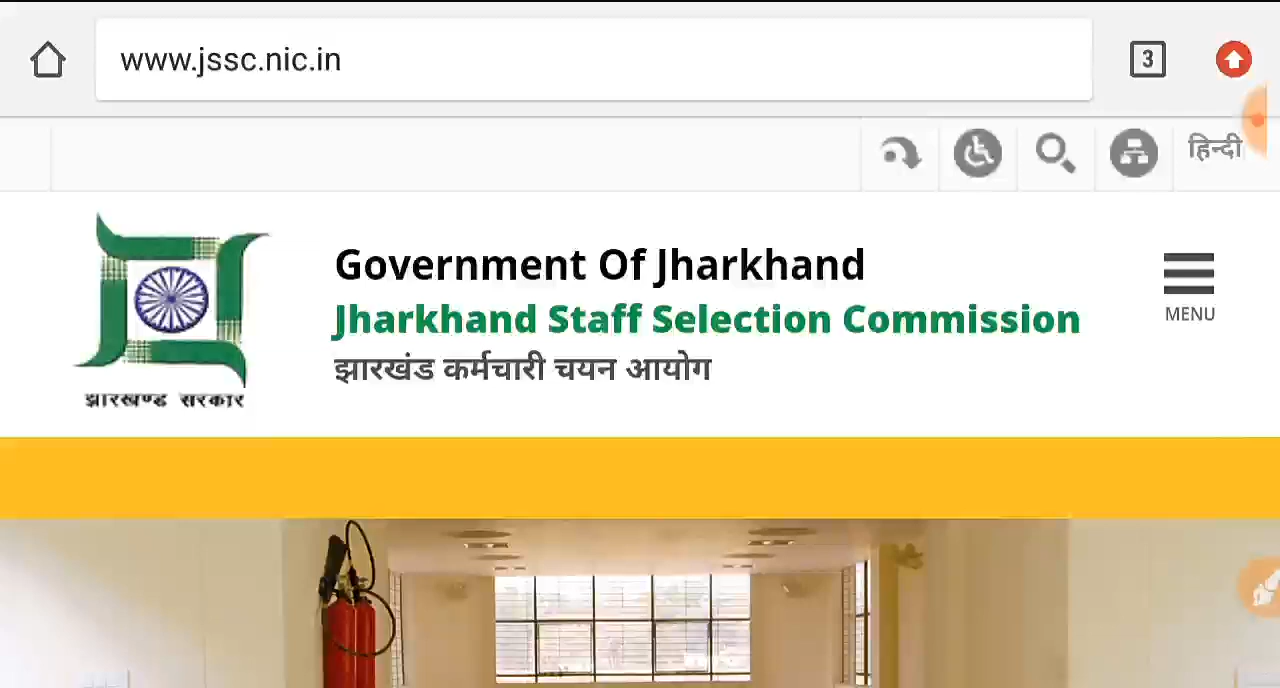 www.jssc.nic.in
3
हिन्दी
Government Of Jharkhand
Jharkhand Staff Selection Commission
झारखंड कर्मचारी चयन आयोग
MENU
झारखण्ड सरकार